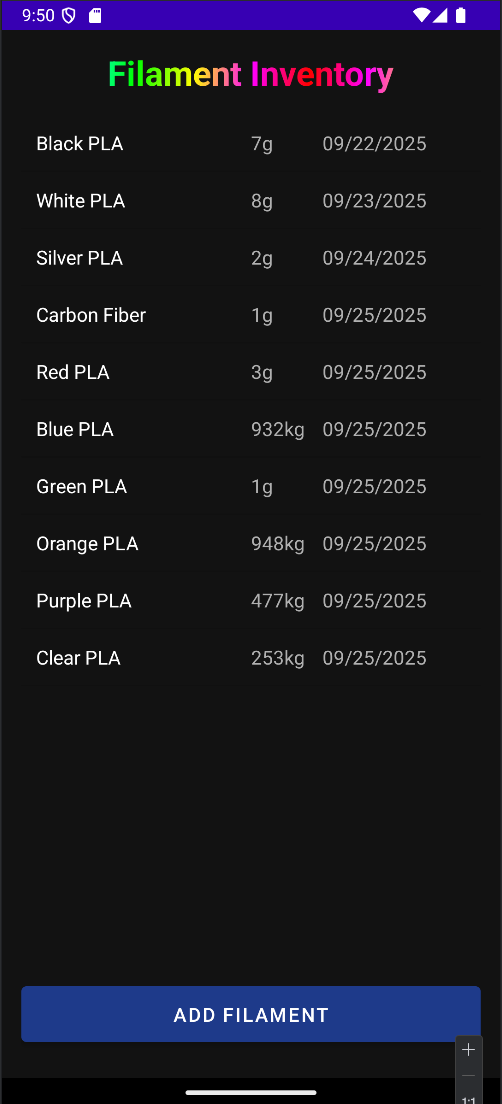 9:50
Filament Inventory
Black PLA 7g 09/22/2025
White PLA 8g 09/23/2025
Silver PLA 2g 09/24/2025
Carbon Fiber 1g 09/25/2025
Red PLA 3g 09/25/2025
Blue PLA 932kg 09/25/2025
Green PLA 1g 09/25/2025
Orange PLA 948kg 09/25/2025
Purple PLA 477kg 09/25/2025
Clear PLA 253kg 09/25/2025
ADD FILAMENT
1:1